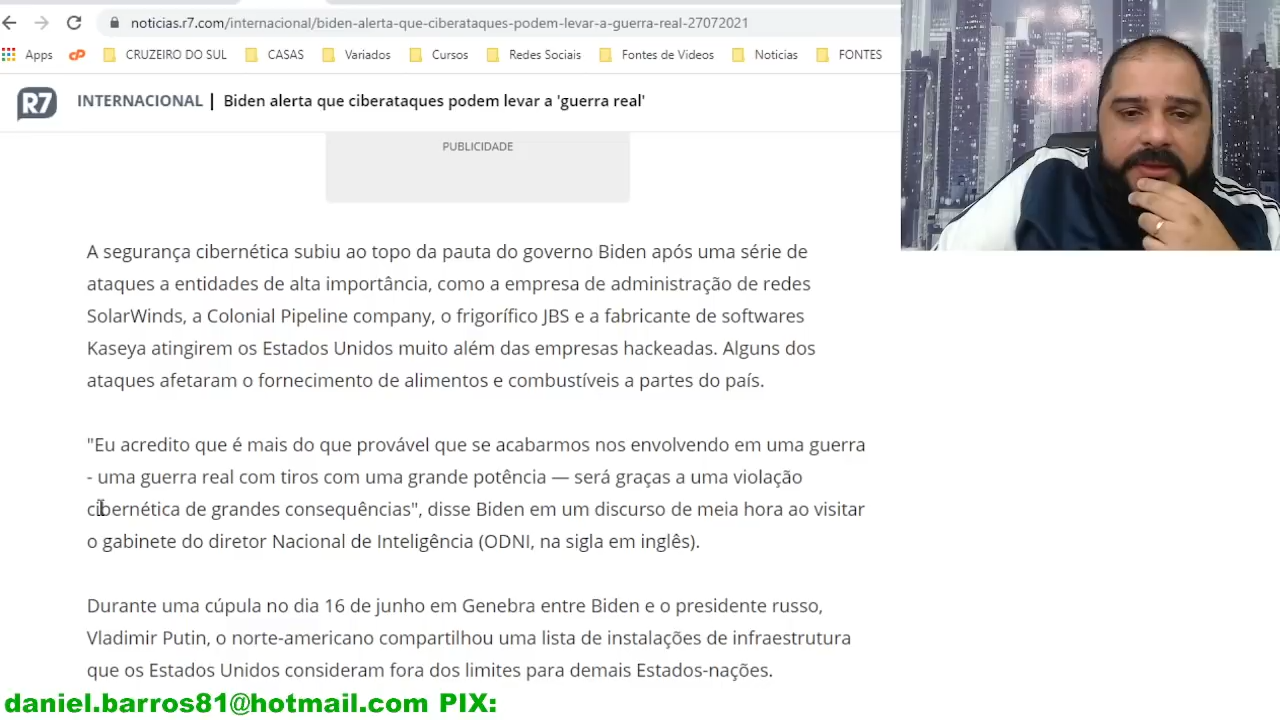 noticias.r7.com/internacional/biden-alerta-que-ciberataques-podem-levar-a-guerra-real-27072021
Apps CRUZEIRO DO SUL CASAS Variados Cursos Redes Sociais Fontes de Videos Noticias FONTES
R7 INTERNACIONAL | Biden alerta que ciberataques podem levar a 'guerra real'
PUBLICIDADE
A segurança cibernética subiu ao topo da pauta do governo Biden após uma série de
ataques a entidades de alta importância, como a empresa de administração de redes
SolarWinds, a Colonial Pipeline company, o frigorífico JBS e a fabricante de softwares
Kaseya atingirem os Estados Unidos muito além das empresas hackeadas. Alguns dos
ataques afetaram o fornecimento de alimentos e combustíveis a partes do país.
"Eu acredito que é mais do que provável que se acabarmos nos envolvendo em uma guerra
- uma guerra real com tiros com uma grande potência — será graças a uma violação
cibernética de grandes consequências", disse Biden em um discurso de meia hora ao visitar
o gabinete do diretor Nacional de Inteligência (ODNI, na sigla em inglês).
Durante uma cúpula no dia 16 de junho em Genebra entre Biden e o presidente russo,
Vladimir Putin, o norte-americano compartilhou uma lista de instalações de infraestrutura
que os Estados Unidos consideram fora dos limites para demais Estados-nações.
daniel.barros81@hotmail.com PIX: